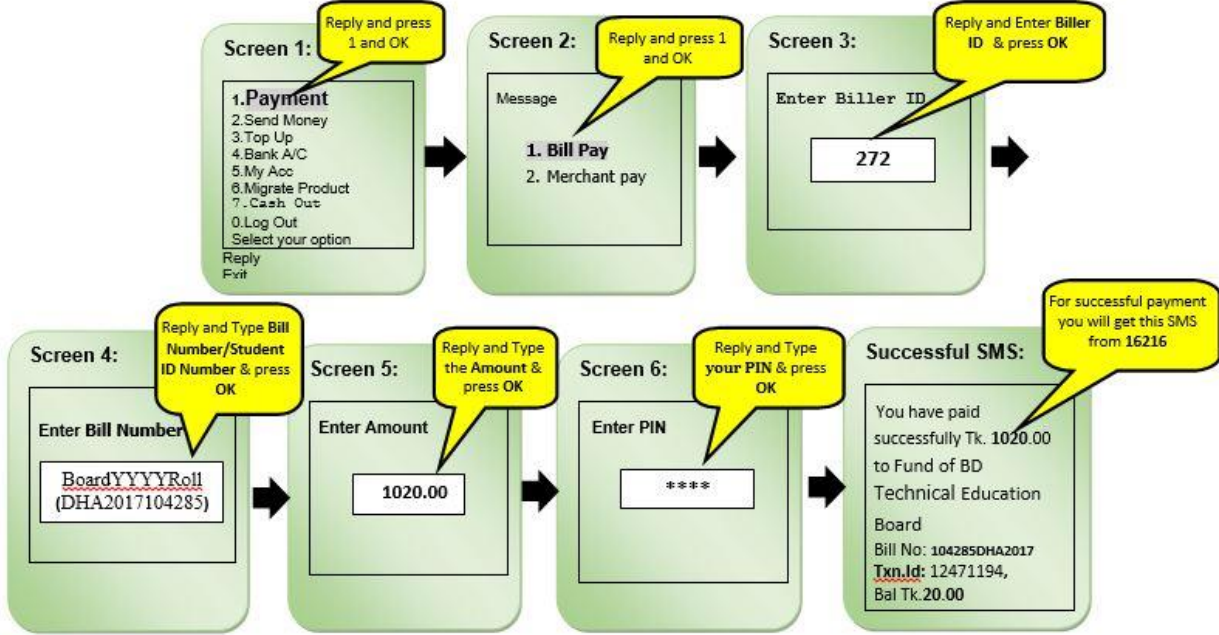 Screen 1:
Reply and press
1 and OK
1.Payment
2.Send Money
3.Top Up
4.Bank A/C
5.My Acc
6.Migrate Product
7.Cash Out
0.Log Out
Select your option
Reply
Exit
Screen 2:
Reply and press 1
and OK
Message
1. Bill Pay
2. Merchant pay
Screen 3:
Reply and Enter Biller
ID & press OK
Enter Biller ID
272
Screen 4:
Reply and Type Bill
Number/Student
ID Number & press
OK
Enter Bill Number
BoardYYYYRoll
(DHA2017104285)
Screen 5:
Reply and Type
the Amount &
press OK
Enter Amount
1020.00
Screen 6:
Reply and Type
your PIN & press
OK
Enter PIN
****
Successful SMS:
For successful payment
you will get this SMS
from 16216
You have paid
successfully Tk. 1020.00
to Fund of BD
Technical Education
Board
Bill No: 104285DHA2017
Txn.Id: 12471194,
Bal Tk.20.00